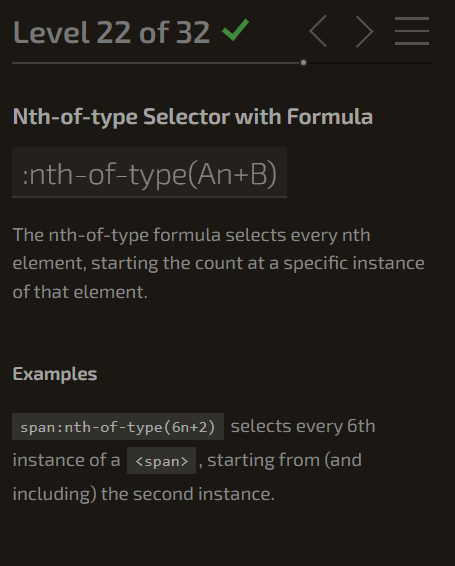 Level 22 of 32
Nth-of-type Selector with Formula
:nth-of-type(An+B)
The nth-of-type formula selects every nth
element, starting the count at a specific instance
of that element.
Examples
span:nth-of-type(6n+2) selects every 6th
instance of a <span>, starting from (and
including) the second instance.